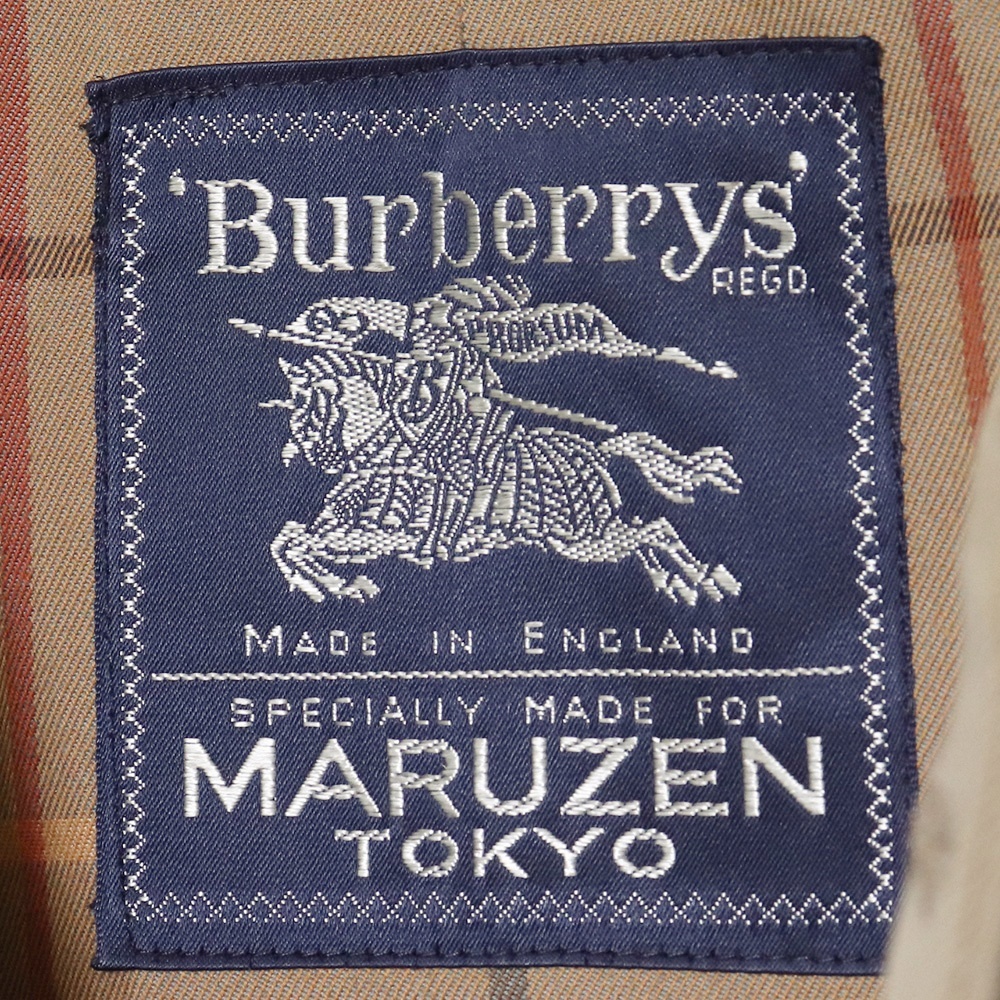 'Burberrys'
REGD.
PRORSUM
MADE IN ENGLAND
SPECIALLY MADE FOR
MARUZEN
TOKYO